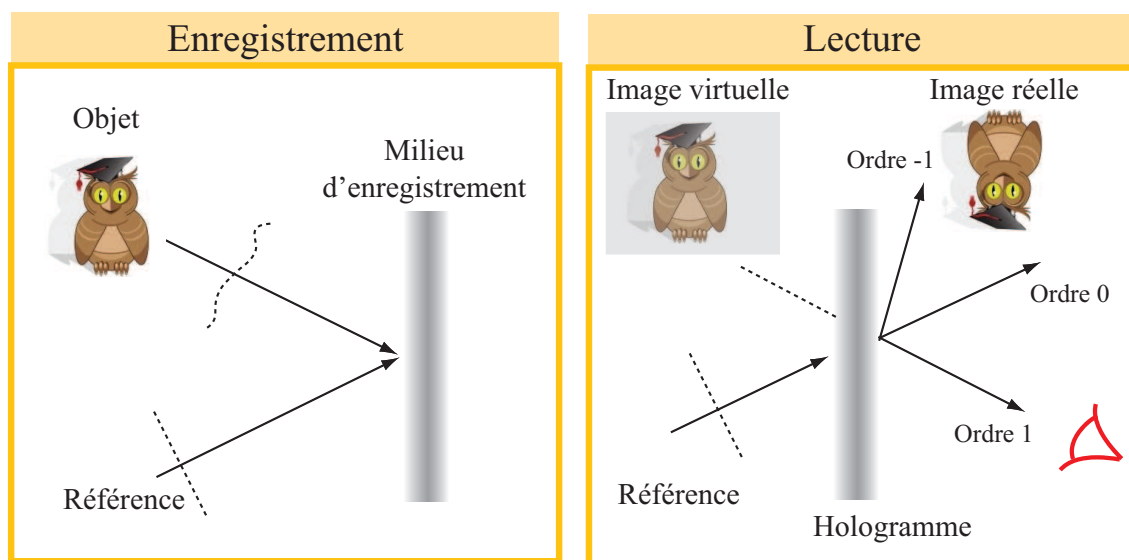 Enregistrement
Objet
Milieu
d'enregistrement
Référence
Lecture
Image virtuelle
Image réelle
Ordre -1
Ordre 0
Ordre 1
Référence
Hologramme